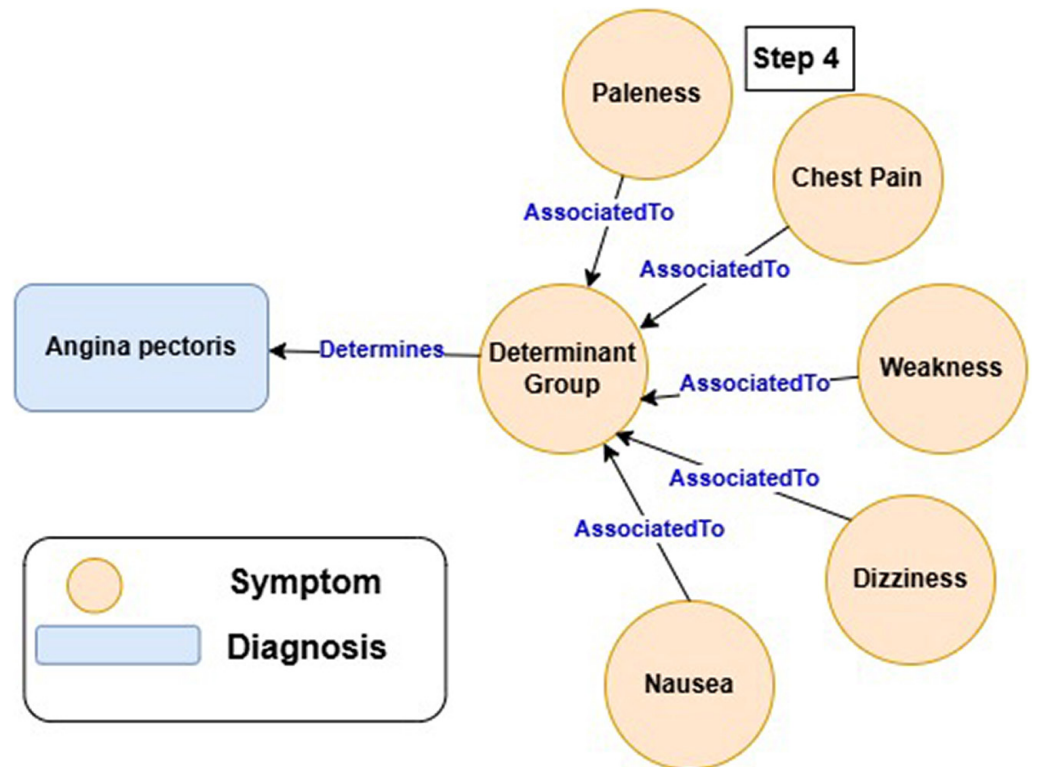 Paleness
Step 4
Chest Pain
AssociatedTo
AssociatedTo
Angina pectoris
Determines
Determinant
Group
AssociatedTo
Weakness
AssociatedTo
AssociatedTo
Dizziness
Nausea
Symptom
Diagnosis